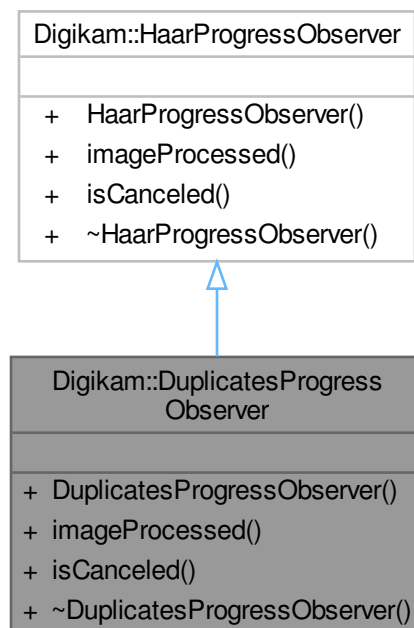 Digikam::HaarProgressObserver
+ HaarProgressObserver()
+ imageProcessed()
+ isCanceled()
+ ~HaarProgressObserver()
Digikam::DuplicatesProgress
Observer
+ DuplicatesProgressObserver()
+ imageProcessed()
+ isCanceled()
+ ~DuplicatesProgressObserver()